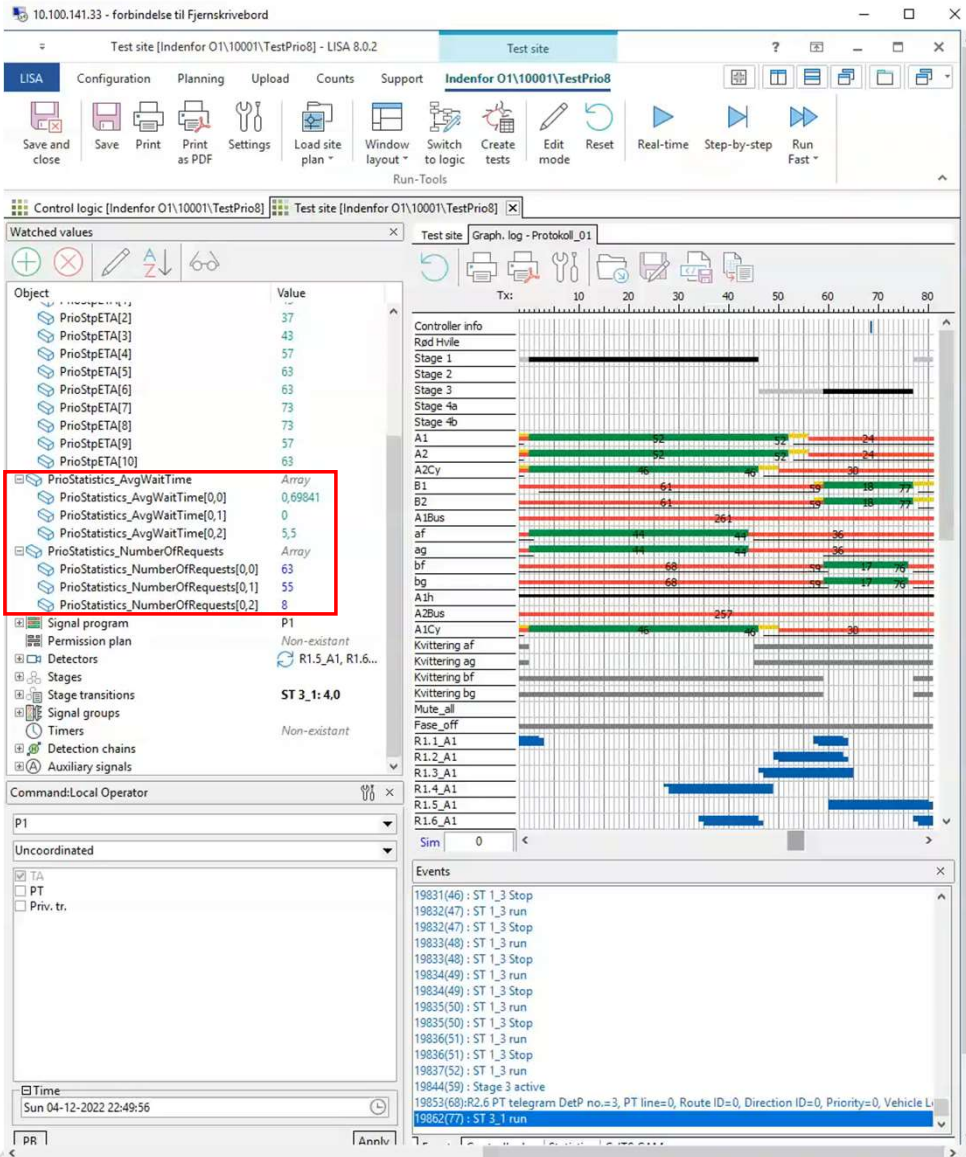 10.100.141.33 - forbindelse til Fjernskrivebord
Test site [Indenfor O1\10001\TestPrio8] - LISA 8.0.2
Test site
LISA
Configuration
Planning
Upload
Counts
Support
Indenfor O1\10001\TestPrio8
Save and close
Save
Print
Print as PDF
Settings
Load site plan
Window layout
Switch to logic
Create tests
Edit mode
Reset
Real-time
Step-by-step
Run Fast
Run-Tools
Control logic [Indenfor O1\10001\TestPrio8]
Test site [Indenfor O1\10001\TestPrio8]
Watched values
Object Value
PrioStpETA[2] 37
PrioStpETA[3] 43
PrioStpETA[4] 57
PrioStpETA[5] 63
PrioStpETA[6] 63
PrioStpETA[7] 73
PrioStpETA[8] 73
PrioStpETA[9] 57
PrioStpETA[10] 63
PrioStatistics_AvgWaitTime Array
PrioStatistics_AvgWaitTime[0,0] 0,69841
PrioStatistics_AvgWaitTime[0,1] 0
PrioStatistics_AvgWaitTime[0,2] 5,5
PrioStatistics_NumberOfRequests Array
PrioStatistics_NumberOfRequests[0,0] 63
PrioStatistics_NumberOfRequests[0,1] 55
PrioStatistics_NumberOfRequests[0,2] 8
Signal program P1
Permission plan Non-existant
Detectors R1.5_A1, R1.6...
Stages
Stage transitions ST 3_1: 4,0
Signal groups
Timers Non-existant
Detection chains
Auxiliary signals
Command:Local Operator
P1
Uncoordinated
TA
PT
Priv. tr.
Time
Sun 04-12-2022 22:49:56
PB
Apply
Test site
Graph. log - Protokoll_01
Tx: 10 20 30 40 50 60 70 80
Controller info
Rød Hvile
Stage 1
Stage 2
Stage 3
Stage 4a
Stage 4b
A1 52 52 24
A2 52 52 24
A2Cy 46 46 30
B1 61 59 18 77
B2 61 59 18 77
A1Bus 261
af 44 44 36
ag 44 44 36
bf 68 59 17 76
bg 68 59 17 76
A1h
A2Bus 257
A1Cy 46 46 30
Kvittering af
Kvittering ag
Kvittering bf
Kvittering bg
Mute_all
Fase_off
R1.1_A1
R1.2_A1
R1.3_A1
R1.4_A1
R1.5_A1
R1.6_A1
Sim 0
Events
19831(46) : ST 1_3 Stop
19832(47) : ST 1_3 run
19832(47) : ST 1_3 Stop
19833(48) : ST 1_3 run
19833(48) : ST 1_3 Stop
19834(49) : ST 1_3 run
19834(49) : ST 1_3 Stop
19835(50) : ST 1_3 run
19835(50) : ST 1_3 Stop
19836(51) : ST 1_3 run
19836(51) : ST 1_3 Stop
19837(52) : ST 1_3 run
19844(59) : Stage 3 active
19853(68):R2.6 PT telegram DetP no.=3, PT line=0, Route ID=0, Direction ID=0, Priority=0, Vehicle
19862(77) : ST 3_1 run